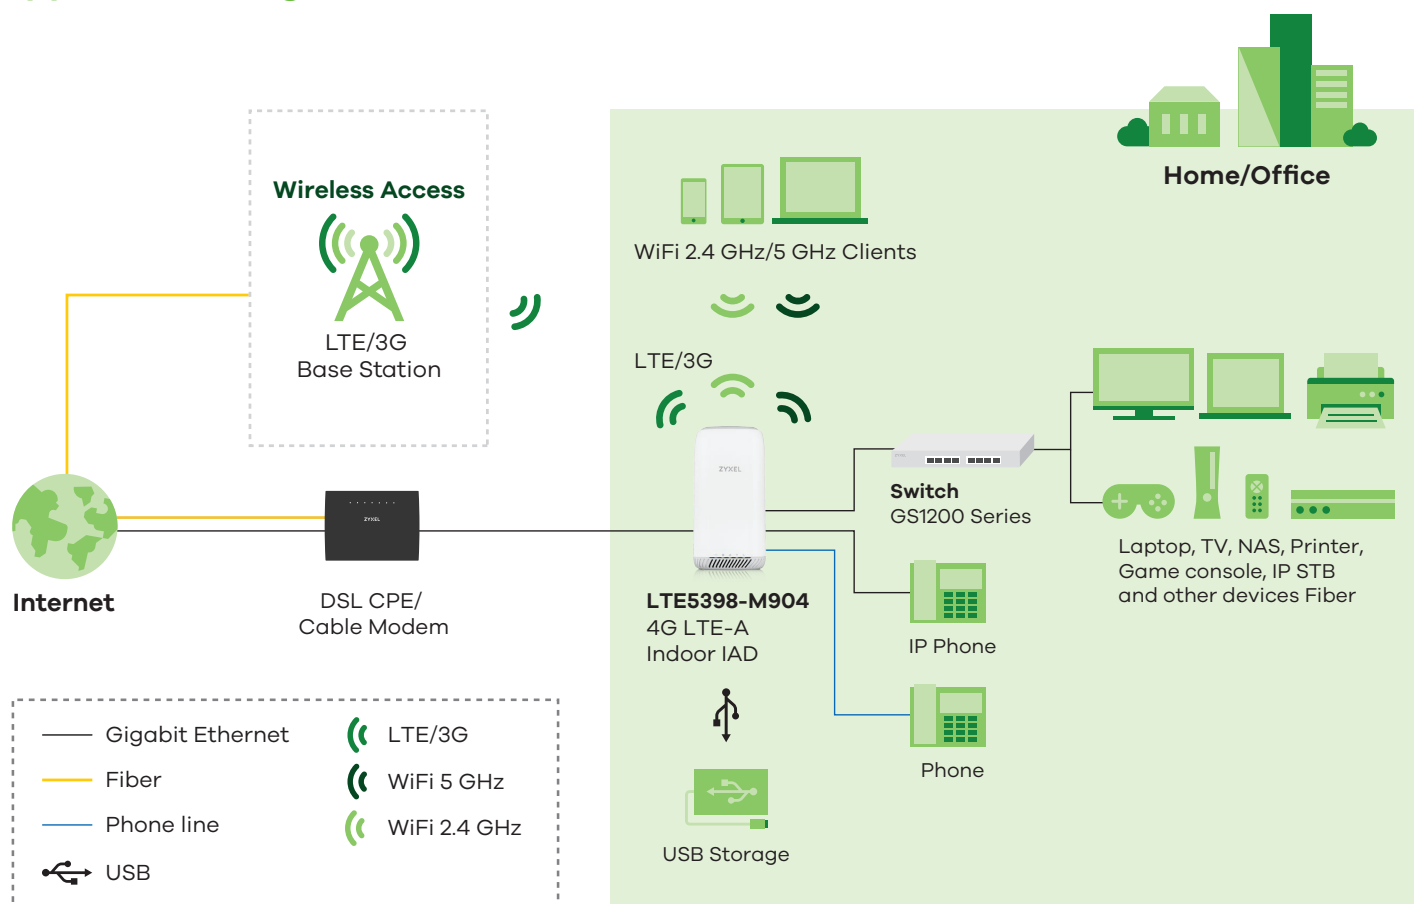 Home/Office
Wireless Access
LTE/3G
Base Station
WiFi 2.4 GHz/5 GHz Clients
LTE/3G
ZYXEL
ZYXEL
Switch
GS1200 Series
Laptop, TV, NAS, Printer,
Game console, IP STB
and other devices Fiber
Internet
DSL CPE/
Cable Modem
LTE5398-M904
4G LTE-A
Indoor IAD
IP Phone
Phone
USB Storage
Gigabit Ethernet
Fiber
Phone line
USB
LTE/3G
WiFi 5 GHz
WiFi 2.4 GHz